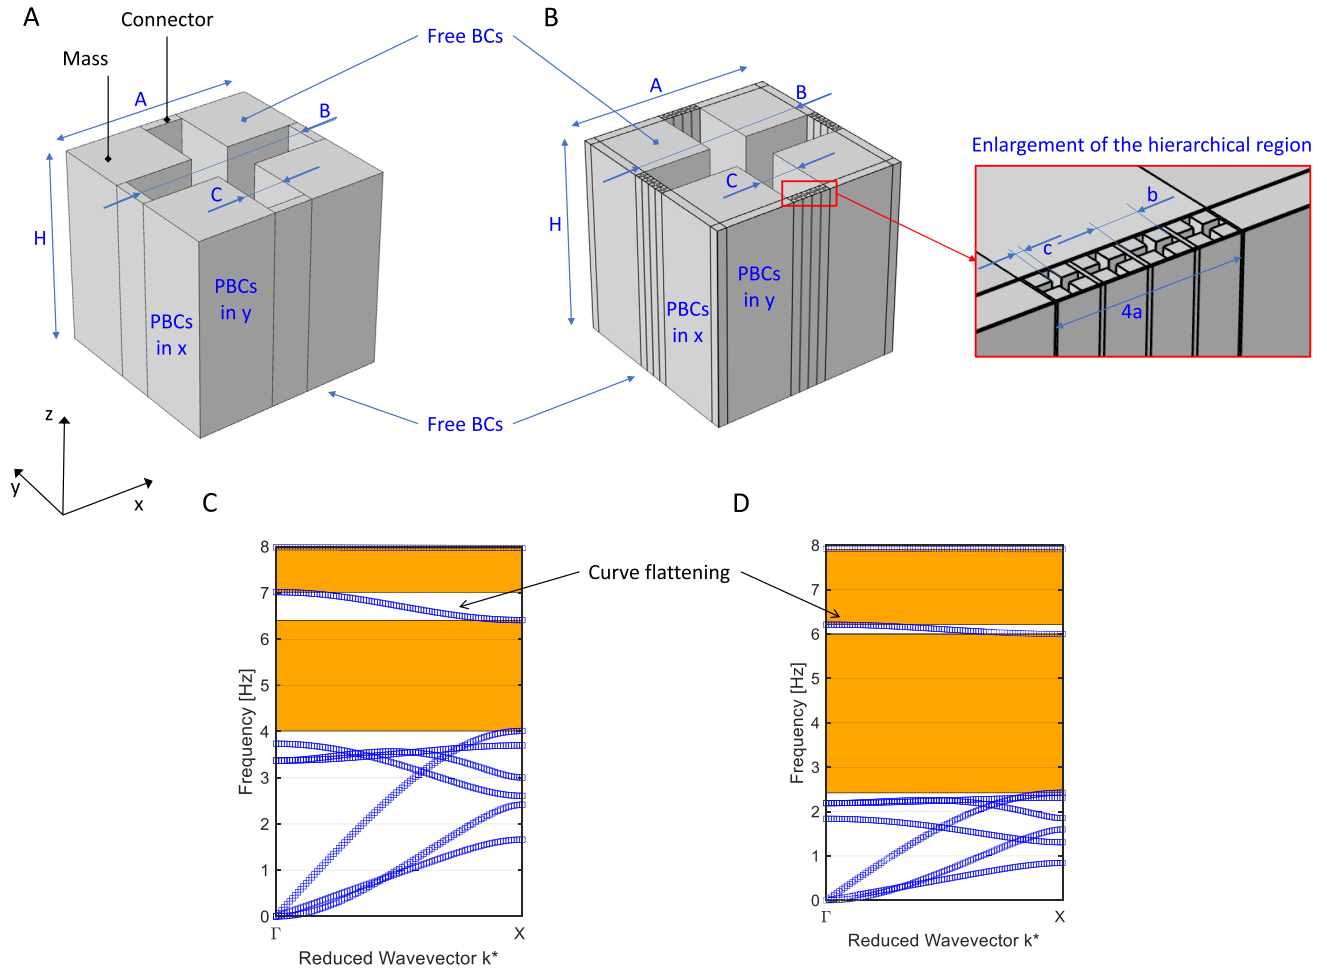 A
Connector
Mass
A
B
C
H
PBCs
in x
PBCs
in y
Free BCs
Free BCs
B
A
B
C
H
PBCs
in x
PBCs
in y
Enlargement of the hierarchical region
b
c
4a
z
y
x
C
8
7
6
5
4
3
2
1
0
Frequency [Hz]
Γ
X
Reduced Wavevector k*
Curve flattening
D
8
7
6
5
4
3
2
1
0
Frequency [Hz]
Γ
X
Reduced Wavevector k*